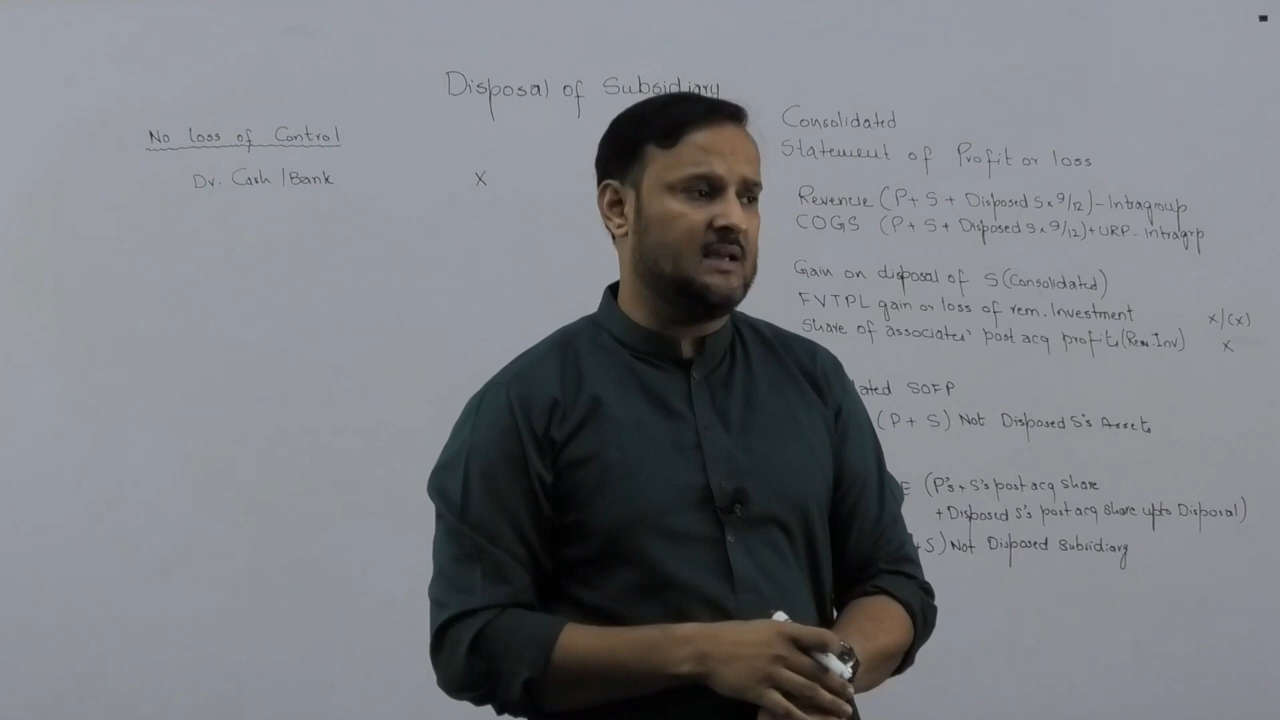 Disposal of Subsidiary
No loss of Control
Dr. Cash / Bank X
Consolidated
Statement of Profit or loss
Revenue (P + S + Disposed S x 9/12) - Intragroup
COGS (P + S + Disposed S x 9/12) + URP - Intragrp
Gain on disposal of S (Consolidated)
FVTPL gain or loss of rem. Investment x/(x)
Share of associates' post acq profits (Rem. Inv) x
ated SOFP
(P + S) Not Disposed S's Assets
E (P's + S's post acq share
+ Disposed S's post acq share upto Disposal)
+ S) Not Disposed Subsidiary